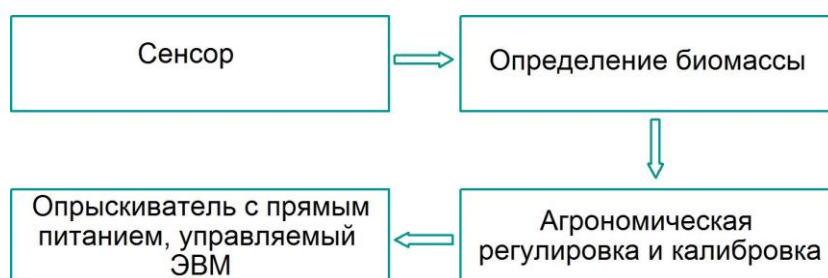 Сенсор
Определение биомассы
Агрономическая
регулировка и калибровка
Опрыскиватель с прямым
питанием, управляемый
ЭВМ